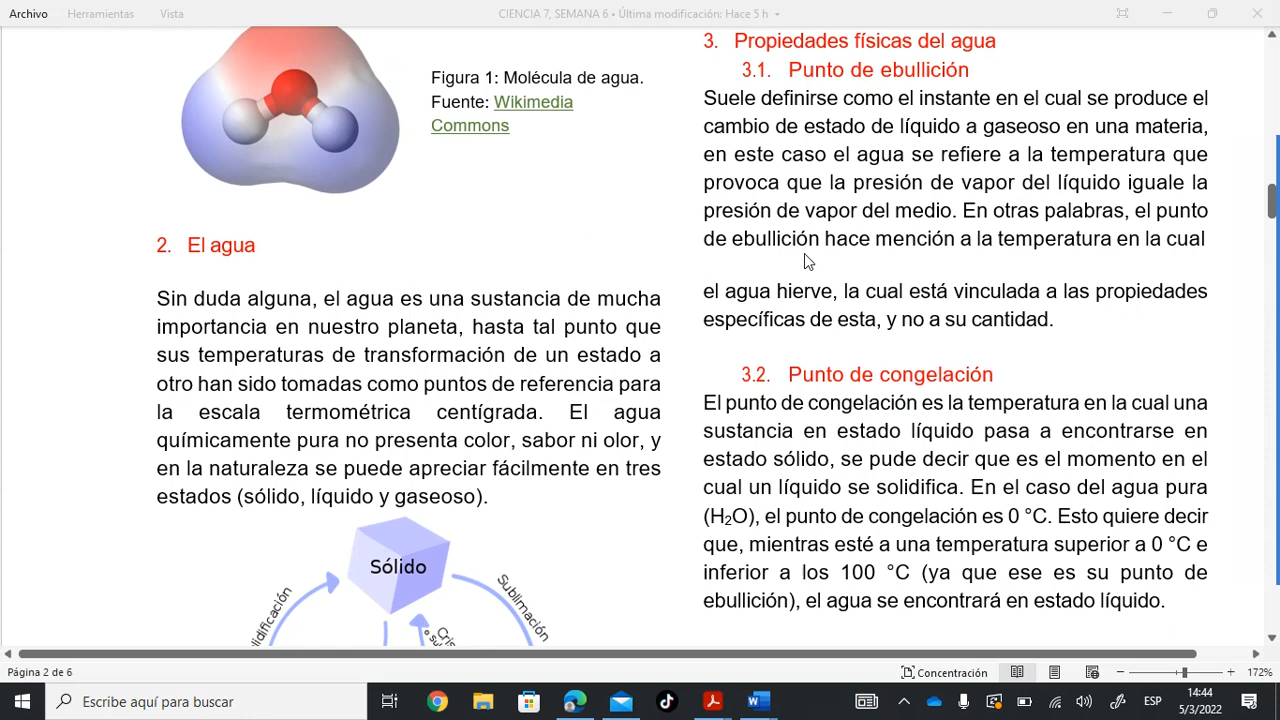 Archivo
Herramientas
Vista
CIENCIA 7, SEMANA 6 • Última modificación: Hace 5 h
Figura 1: Molécula de agua.
Fuente: Wikimedia
Commons
2. El agua
Sin duda alguna, el agua es una sustancia de mucha
importancia en nuestro planeta, hasta tal punto que
sus temperaturas de transformación de un estado a
otro han sido tomadas como puntos de referencia para
la escala termométrica centígrada. El agua
químicamente pura no presenta color, sabor ni olor, y
en la naturaleza se puede apreciar fácilmente en tres
estados (sólido, líquido y gaseoso).
Sólido
Sublimación
3. Propiedades físicas del agua
3.1. Punto de ebullición
Suele definirse como el instante en el cual se produce el
cambio de estado de líquido a gaseoso en una materia,
en este caso el agua se refiere a la temperatura que
provoca que la presión de vapor del líquido iguale la
presión de vapor del medio. En otras palabras, el punto
de ebullición hace mención a la temperatura en la cual
el agua hierve, la cual está vinculada a las propiedades
específicas de esta, y no a su cantidad.
3.2. Punto de congelación
El punto de congelación es la temperatura en la cual una
sustancia en estado líquido pasa a encontrarse en
estado sólido, se pude decir que es el momento en el
cual un líquido se solidifica. En el caso del agua pura
(H₂O), el punto de congelación es 0 °C. Esto quiere decir
que, mientras esté a una temperatura superior a 0 °C e
inferior a los 100 °C (ya que ese es su punto de
ebullición), el agua se encontrará en estado líquido.
Página 2 de 6
Concentración
172%
Escribe aquí para buscar
ESP
14:44
5/3/2022